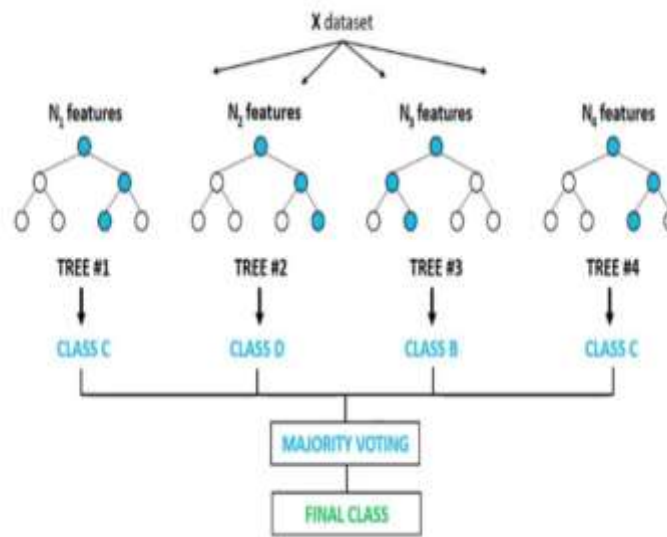 X dataset
N₁ features N₂ features N₃ features N₄ features
TREE #1 TREE #2 TREE #3 TREE #4
CLASS C CLASS D CLASS B CLASS C
MAJORITY VOTING
FINAL CLASS